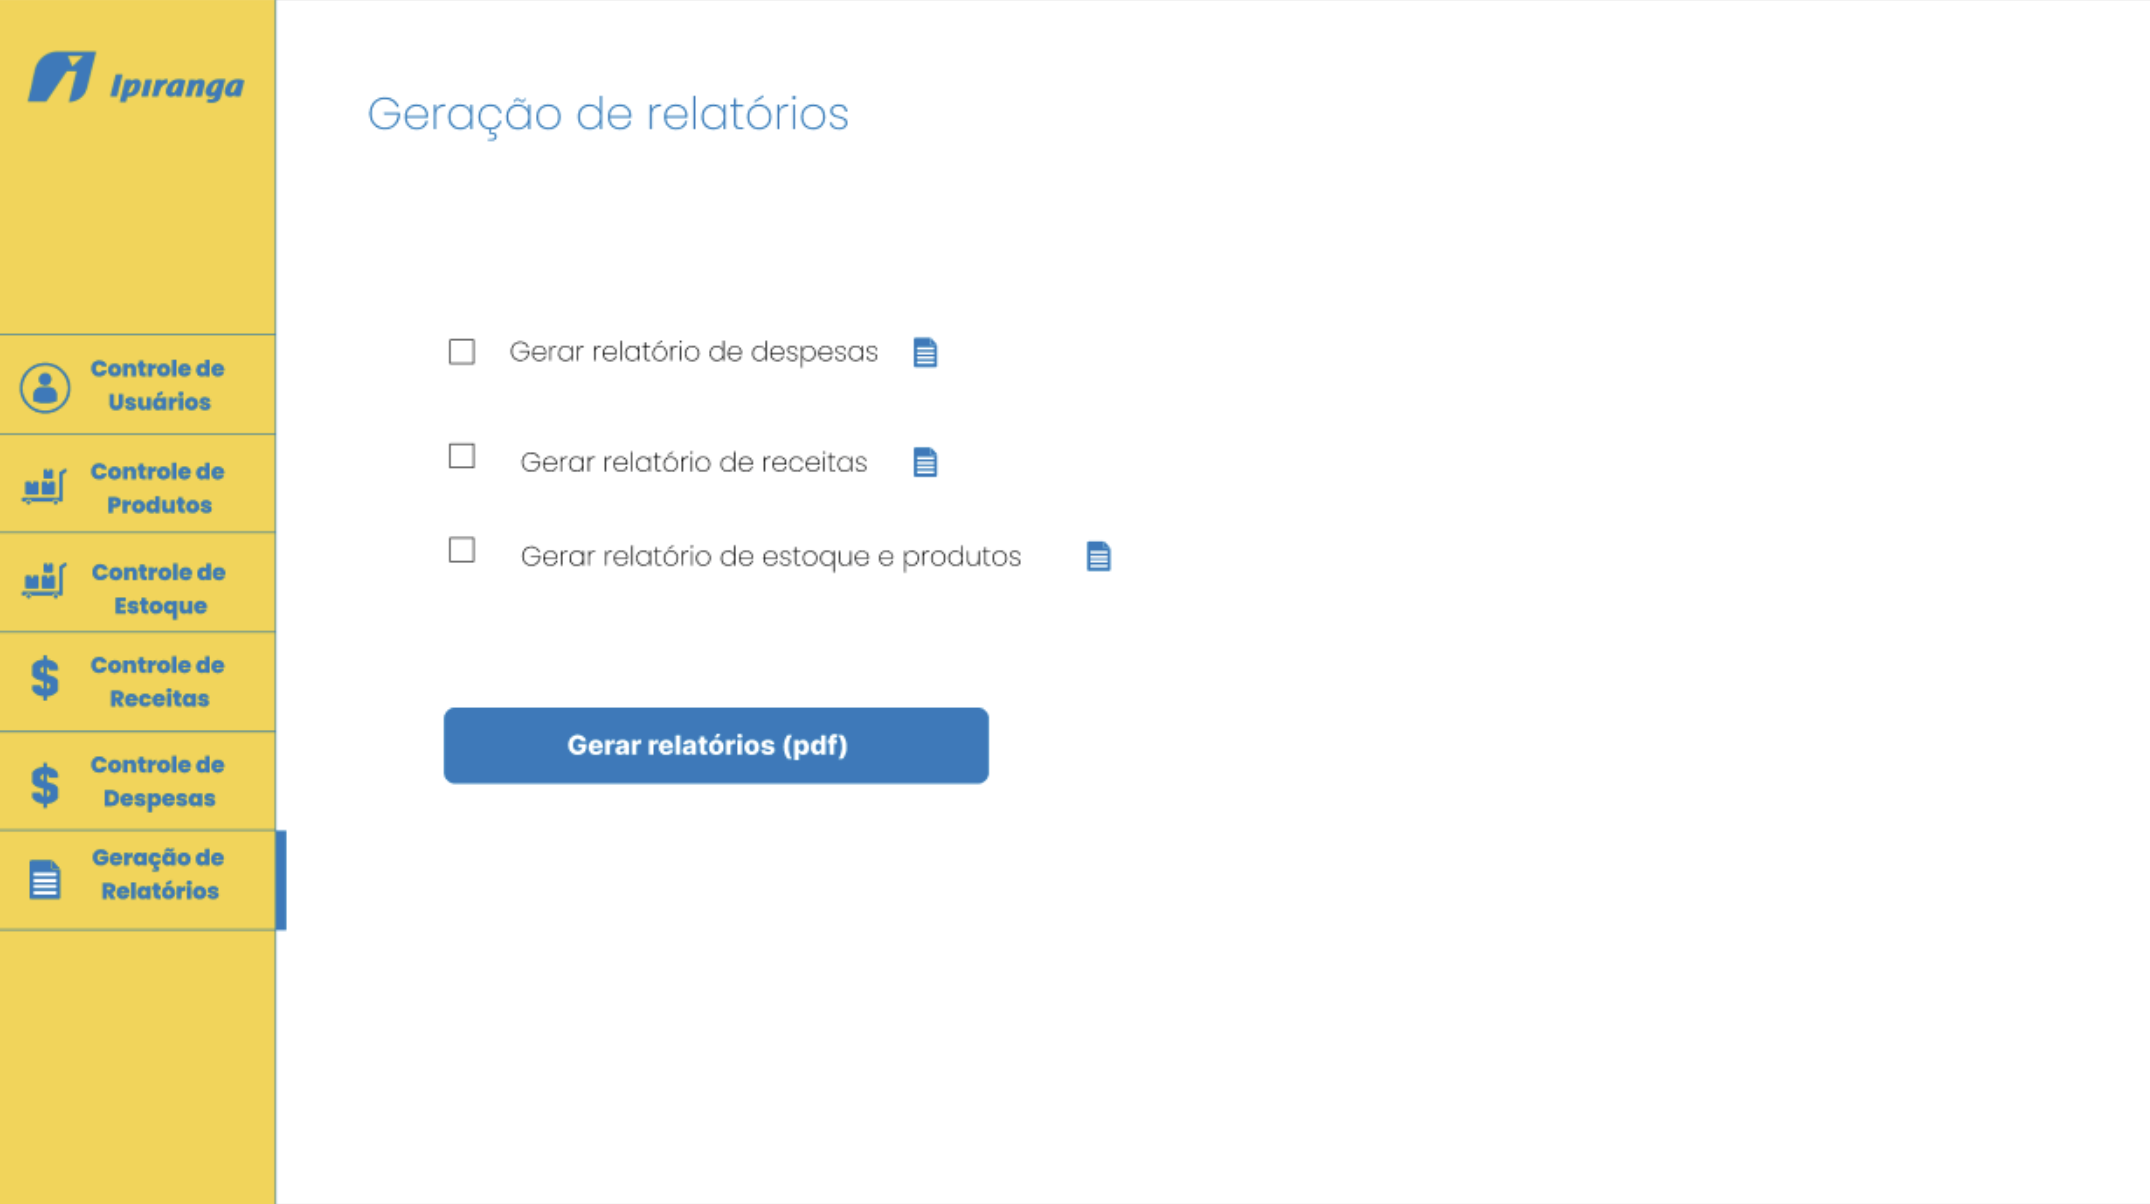 Ipiranga
Geração de relatórios
Controle de
Usuários
Controle de
Produtos
Controle de
Estoque
Controle de
Receitas
Controle de
Despesas
Geração de
Relatórios
Gerar relatório de despesas
Gerar relatório de receitas
Gerar relatório de estoque e produtos
Gerar relatórios (pdf)